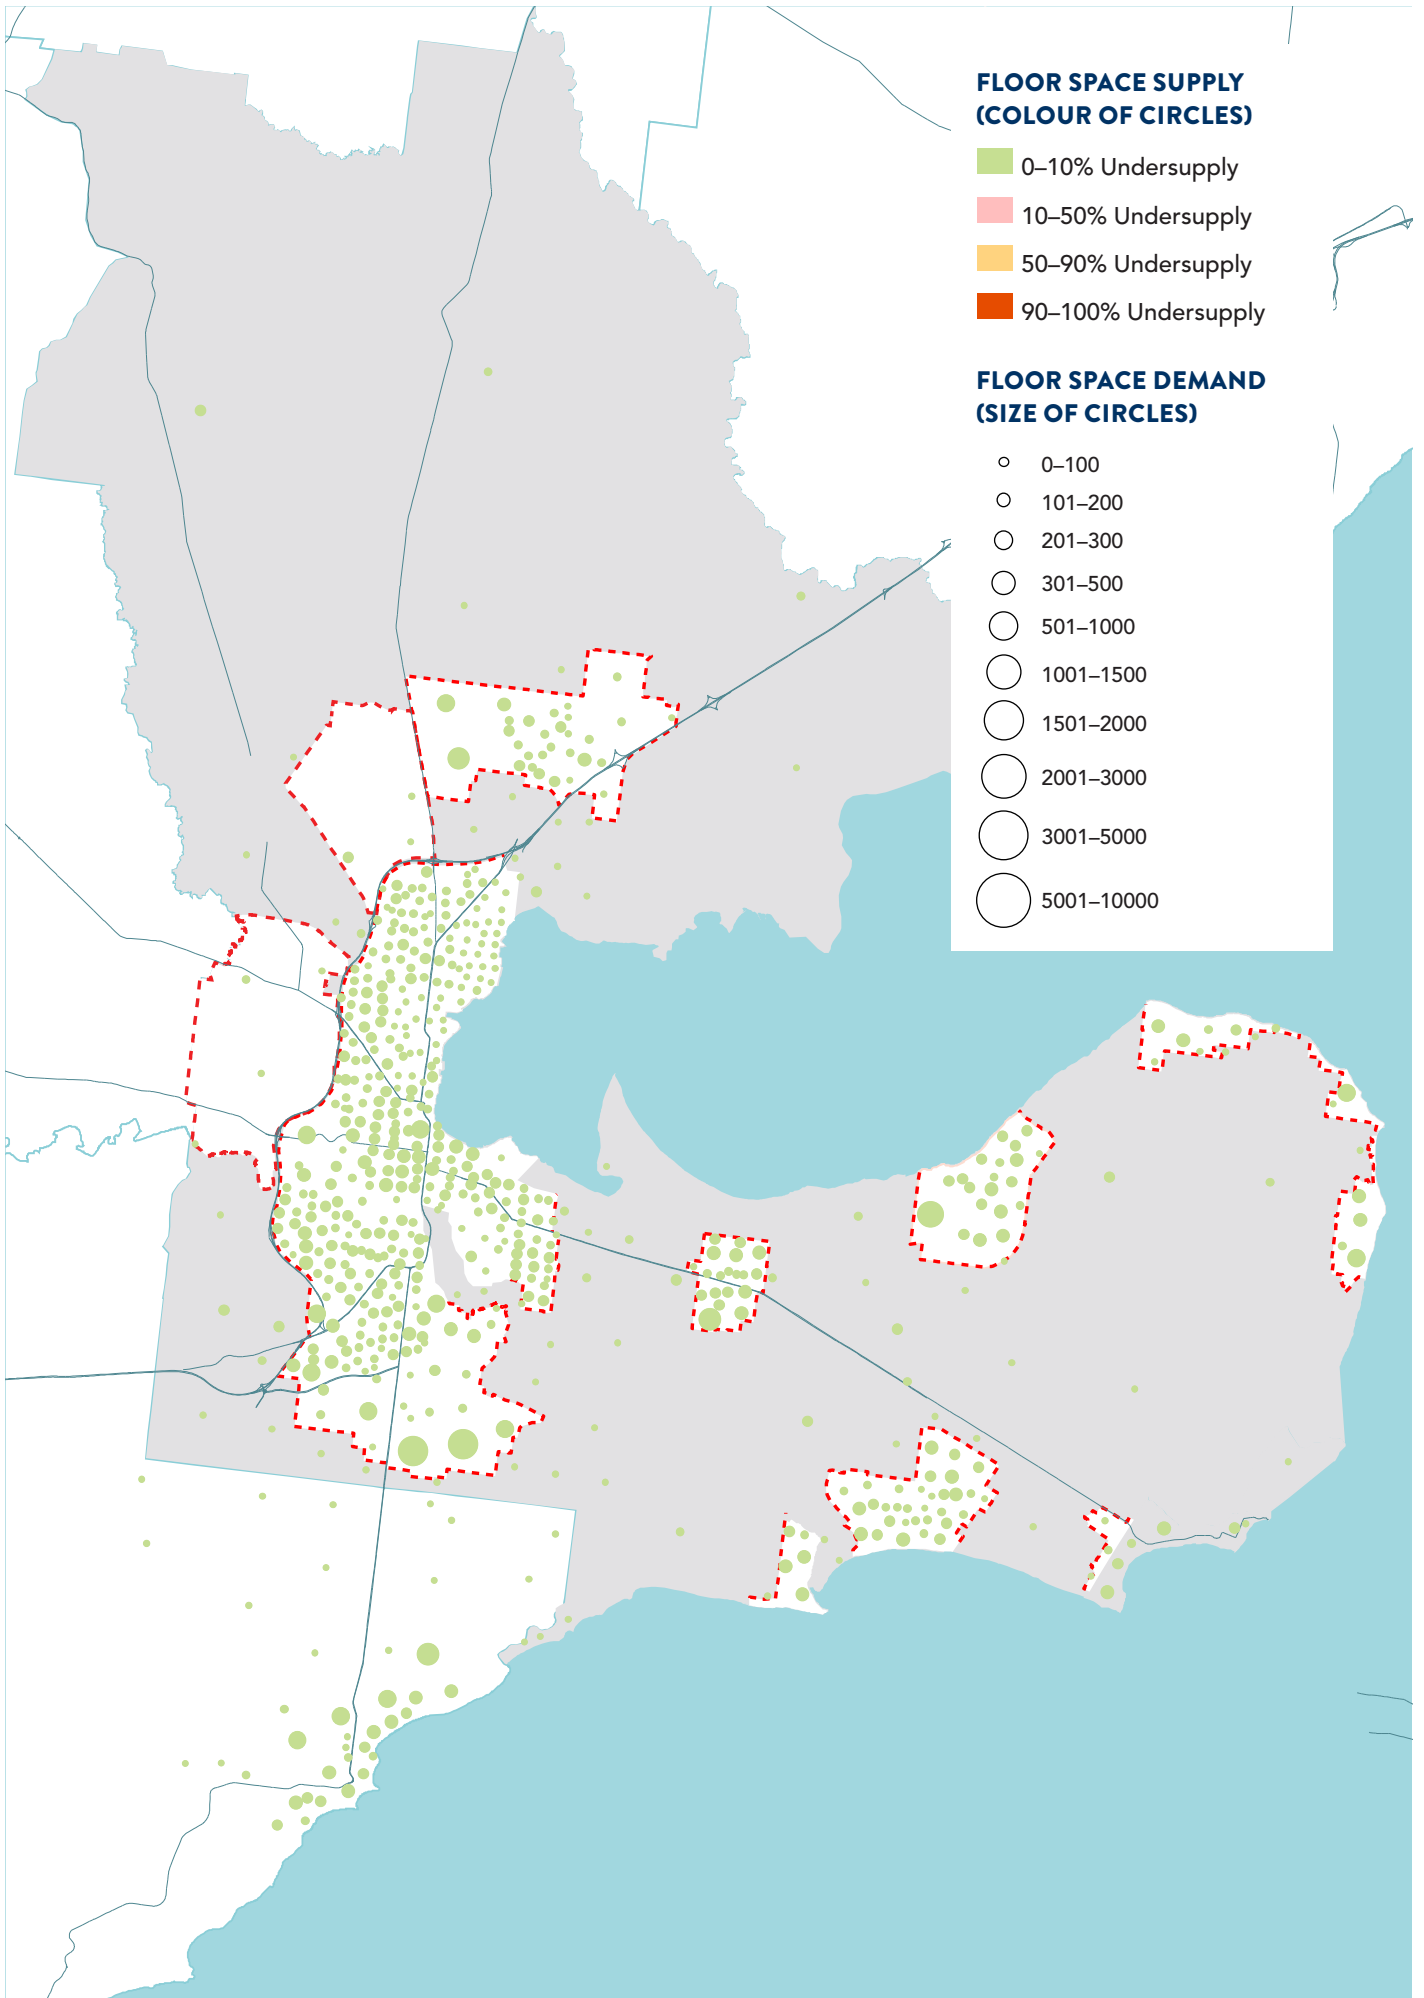 FLOOR SPACE SUPPLY
(COLOUR OF CIRCLES)
0–10% Undersupply
10–50% Undersupply
50–90% Undersupply
90–100% Undersupply
FLOOR SPACE DEMAND
(SIZE OF CIRCLES)
0–100
101–200
201–300
301–500
501–1000
1001–1500
1501–2000
2001–3000
3001–5000
5001–10000